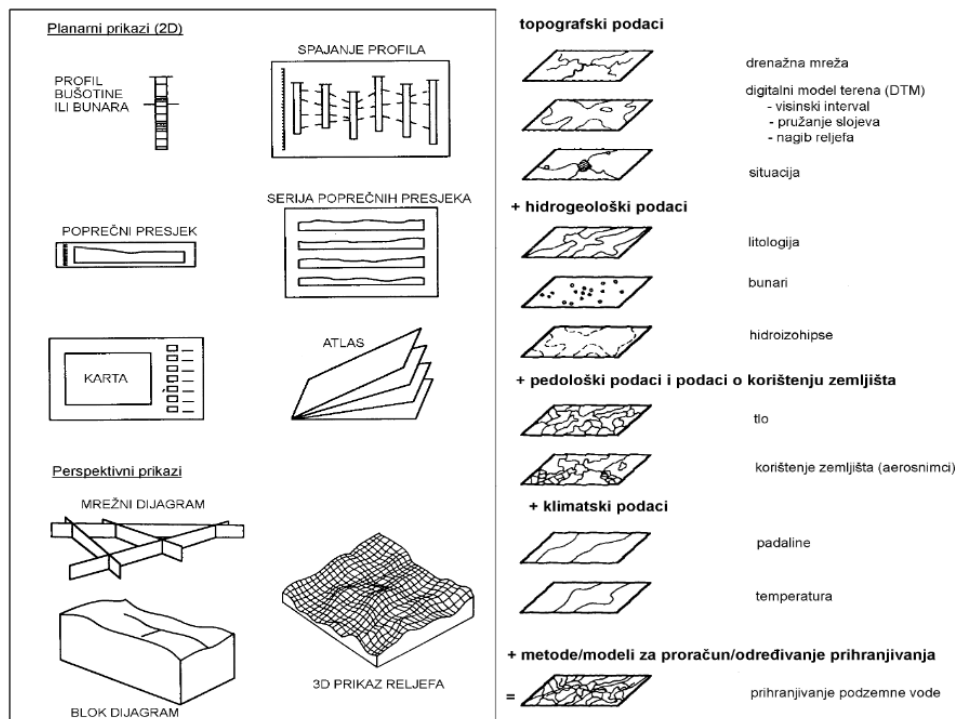 Planarni prikazi (2D)
PROFIL
BUŠOTINE
ILI BUNARA
SPAJANJE PROFILA
POPREČNI PRESJEK
SERIJA POPREČNIH PRESJEKA
KARTA
ATLAS
Perspektivni prikazi
MREŽNI DIJAGRAM
BLOK DIJAGRAM
3D PRIKAZ RELJEFA
topografski podaci
drenažna mreža
digitalni model terena (DTM)
- visinski interval
- pružanje slojeva
- nagib reljefa
situacija
+ hidrogeološki podaci
litologija
bunari
hidroizohipse
+ pedološki podaci i podaci o korištenju zemljišta
tlo
korištenje zemljišta (aerosnimci)
+ klimatski podaci
padaline
temperatura
+ metode/modeli za proračun/određivanje prihranjivanja
=
prihranjivanje podzemne vode